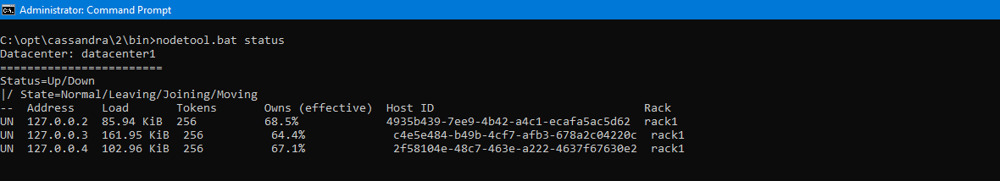 Administrator: Command Prompt
C:\opt\cassandra\2\bin>nodetool.bat status
Datacenter: datacenter1
========================
Status=Up/Down
|/ State=Normal/Leaving/Joining/Moving
--  Address    Load       Tokens       Owns (effective)  Host ID                               Rack
UN  127.0.0.2  85.94 KiB  256          68.5%             4935b439-7ee9-4b42-a4c1-ecafa5ac5d62  rack1
UN  127.0.0.3  161.95 KiB  256          64.4%             c4e5e484-b49b-4cf7-afb3-678a2c04220c  rack1
UN  127.0.0.4  102.96 KiB  256          67.1%             2f58104e-48c7-463e-a222-4637f67630e2  rack1